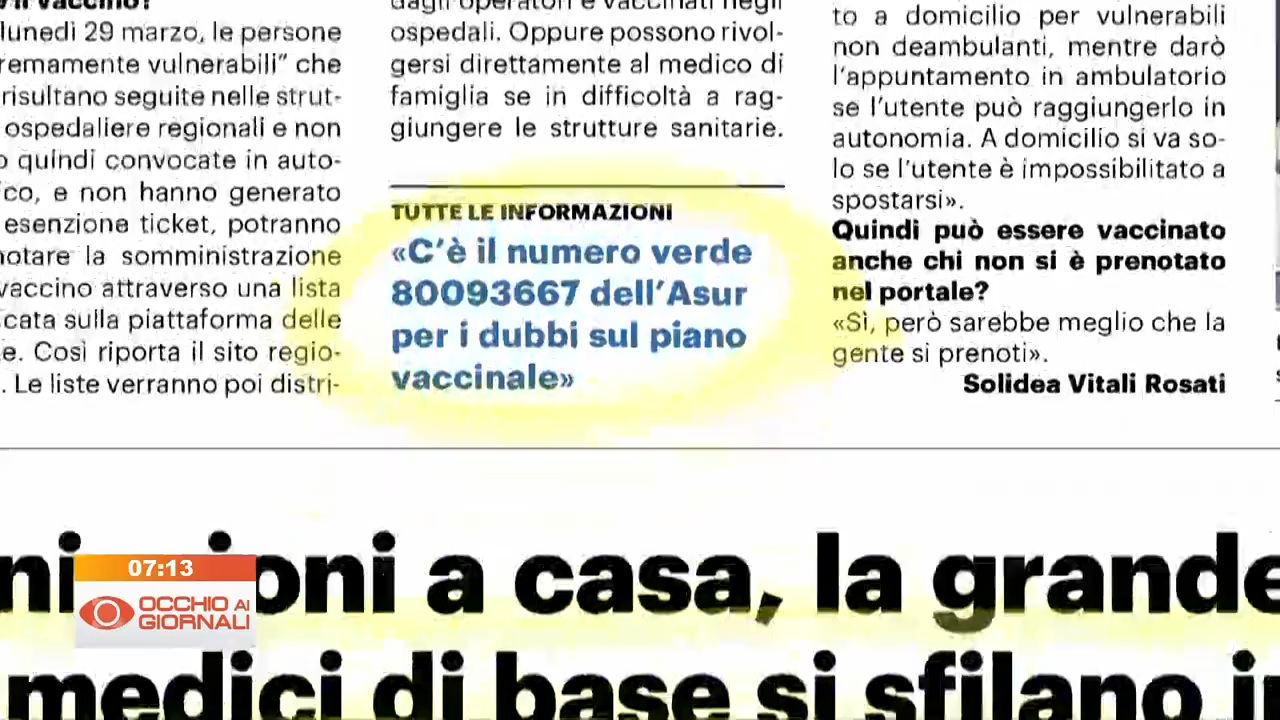 vaccino?
lunedì 29 marzo, le persone
vulnerabili" che
risultano seguite nelle strut-
ospedaliere regionali e non
quindi convocate in auto-
e non hanno generato
esenzione ticket, potranno
la somministrazione
vaccino attraverso una lista
sulla piattaforma delle
Così riporta il sito regio-
Le liste verranno poi distri-
dagli operatori e vaccinati negli
ospedali. Oppure possono rivol-
gersi direttamente al medico di
famiglia se in difficoltà a rag-
giungere le strutture sanitarie.
TUTTE LE INFORMAZIONI
«C'è il numero verde
80093667 dell'Asur
per i dubbi sul piano
vaccinale»
to a domicilio per vulnerabili
non deambulanti, mentre darò
l'appuntamento in ambulatorio
se l'utente può raggiungerlo in
autonomia. A domicilio si va so-
lo se l'utente è impossibilitato a
spostarsi».
Quindi può essere vaccinato
anche chi non si è prenotato
nel portale?
«Sì, però sarebbe meglio che la
gente si prenoti».
Solidea Vitali Rosati
a casa, la grande
medici di base si sfilano
07:13
OCCHIO AI
GIORNALI